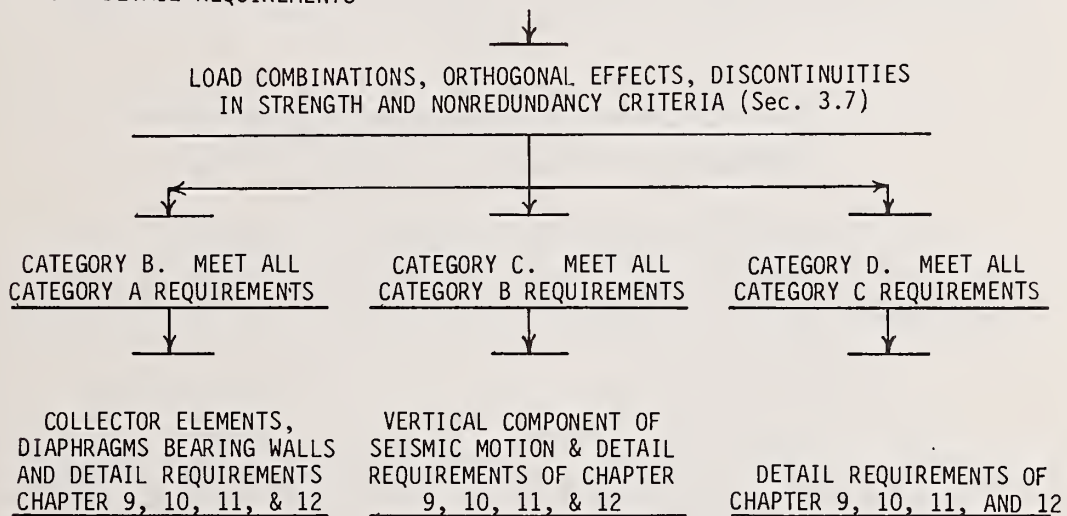 DETAIL REQUIREMENTS
LOAD COMBINATIONS, ORTHOGONAL EFFECTS, DISCONTINUITIES
IN STRENGTH AND NONREDUNDANCY CRITERIA (Sec. 3.7)
CATEGORY B. MEET ALL
CATEGORY A REQUIREMENTS
CATEGORY C. MEET ALL
CATEGORY B REQUIREMENTS
CATEGORY D. MEET ALL
CATEGORY C REQUIREMENTS
COLLECTOR ELEMENTS,
DIAPHRAGMS BEARING WALLS
AND DETAIL REQUIREMENTS
CHAPTER 9, 10, 11, & 12
VERTICAL COMPONENT OF
SEISMIC MOTION & DETAIL
REQUIREMENTS OF CHAPTER
9, 10, 11, & 12
DETAIL REQUIREMENTS OF
CHAPTER 9, 10, 11, AND 12